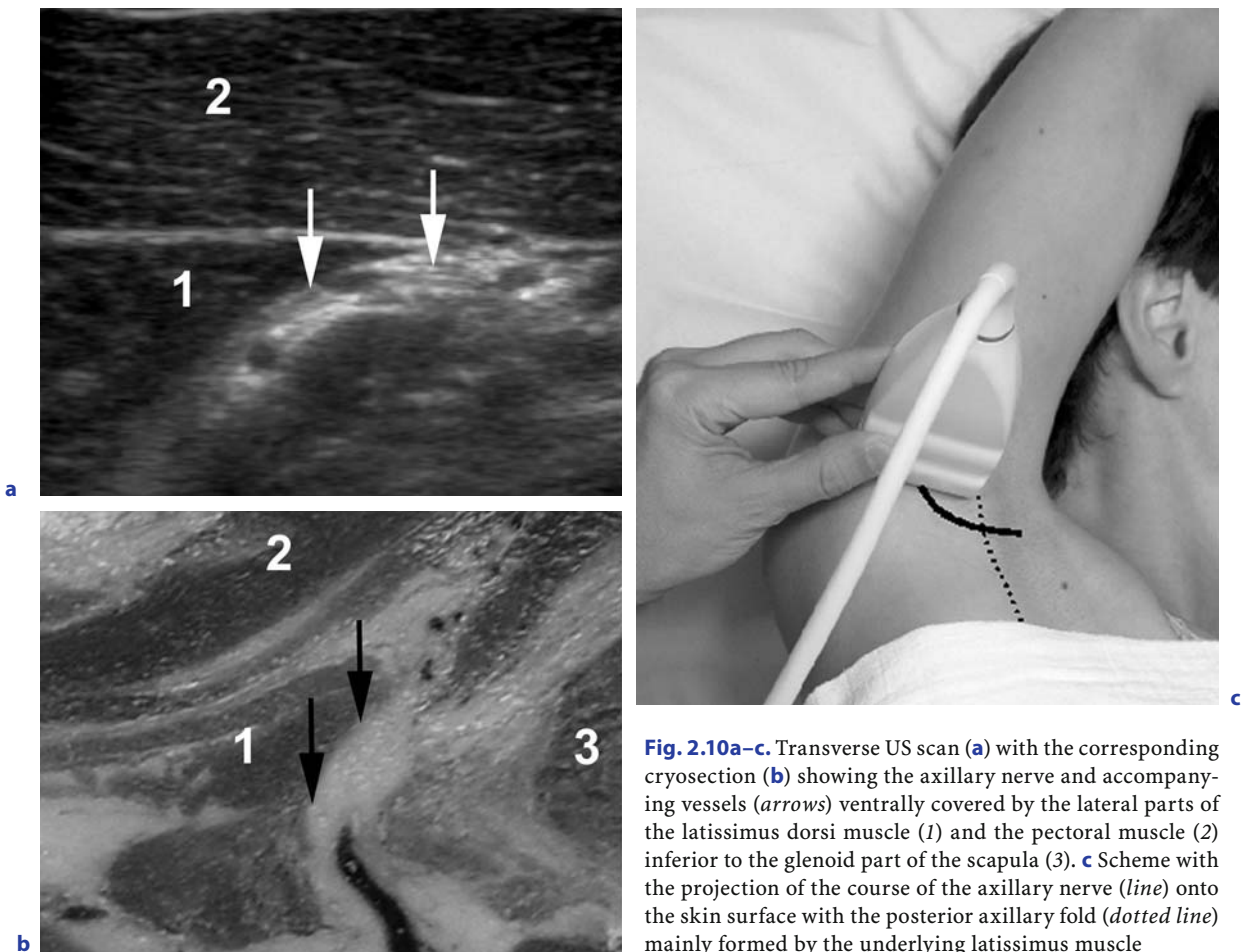 2
1
a
2
1
3
b
c
Fig. 2.10a–c. Transverse US scan (a) with the corresponding
cryosection (b) showing the axillary nerve and accompany-
ing vessels (arrows) ventrally covered by the lateral parts of
the latissimus dorsi muscle (1) and the pectoral muscle (2)
inferior to the glenoid part of the scapula (3). c Scheme with
the projection of the course of the axillary nerve (line) onto
the skin surface with the posterior axillary fold (dotted line)
mainly formed by the underlying latissimus muscle